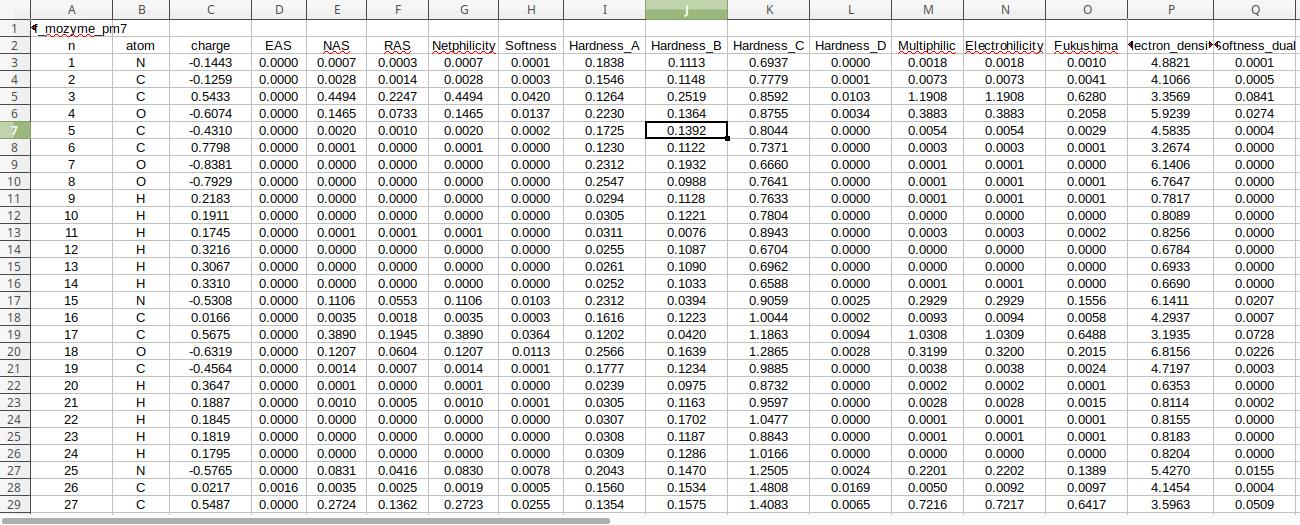 A B C D E F G H I J K L M N O P Q
1 f_mozyme_pm7
2 n atom charge EAS NAS RAS Netphilicity Softness Hardness_A Hardness_B Hardness_C Hardness_D Multiphilic Electrohilicity Fukushima lectron_densi Softness_dual
3 1 N -0.1443 0.0000 0.0007 0.0003 0.0007 0.0001 0.1838 0.1113 0.6937 0.0000 0.0018 0.0018 0.0010 4.8821 0.0001
4 2 C -0.1259 0.0000 0.0028 0.0014 0.0028 0.0003 0.1546 0.1148 0.7779 0.0001 0.0073 0.0073 0.0041 4.1066 0.0005
5 3 C 0.5433 0.0000 0.4494 0.2247 0.4494 0.0420 0.1264 0.2519 0.8592 0.0103 1.1908 1.1908 0.6280 3.3569 0.0841
6 4 O -0.6074 0.0000 0.1465 0.0733 0.1465 0.0137 0.2230 0.1364 0.8755 0.0034 0.3883 0.3883 0.2058 5.9239 0.0274
7 5 C -0.4310 0.0000 0.0020 0.0010 0.0020 0.0002 0.1725 0.1392 0.8044 0.0000 0.0054 0.0054 0.0029 4.5835 0.0004
8 6 C 0.7798 0.0000 0.0001 0.0000 0.0001 0.0000 0.1230 0.1122 0.7371 0.0000 0.0003 0.0003 0.0001 3.2674 0.0000
9 7 O -0.8381 0.0000 0.0000 0.0000 0.0000 0.0000 0.2312 0.1932 0.6660 0.0000 0.0001 0.0001 0.0000 6.1406 0.0000
10 8 O -0.7929 0.0000 0.0000 0.0000 0.0000 0.0000 0.2547 0.0988 0.7641 0.0000 0.0001 0.0001 0.0001 6.7647 0.0000
11 9 H 0.2183 0.0000 0.0000 0.0000 0.0000 0.0000 0.0294 0.1128 0.7633 0.0000 0.0001 0.0001 0.0000 0.7817 0.0000
12 10 H 0.1911 0.0000 0.0000 0.0000 0.0000 0.0000 0.0305 0.1221 0.7804 0.0000 0.0000 0.0000 0.0000 0.8089 0.0000
13 11 H 0.1745 0.0000 0.0001 0.0001 0.0001 0.0000 0.0311 0.0076 0.8943 0.0000 0.0003 0.0003 0.0002 0.8256 0.0000
14 12 H 0.3216 0.0000 0.0000 0.0000 0.0000 0.0000 0.0255 0.1087 0.6704 0.0000 0.0000 0.0000 0.0000 0.6784 0.0000
15 13 H 0.3067 0.0000 0.0000 0.0000 0.0000 0.0000 0.0261 0.1090 0.6962 0.0000 0.0000 0.0000 0.0000 0.6933 0.0000
16 14 H 0.3310 0.0000 0.0000 0.0000 0.0000 0.0000 0.0252 0.1033 0.6588 0.0000 0.0001 0.0001 0.0000 0.6690 0.0000
17 15 N -0.5308 0.0000 0.1106 0.0553 0.1106 0.0103 0.2312 0.0394 0.9059 0.0025 0.2929 0.2929 0.1556 6.1411 0.0207
18 16 C 0.0166 0.0000 0.0035 0.0018 0.0035 0.0003 0.1616 0.1223 1.0044 0.0002 0.0093 0.0094 0.0058 4.2937 0.0007
19 17 C 0.5675 0.0000 0.3890 0.1945 0.3890 0.0364 0.1202 0.0420 1.1863 0.0094 1.0308 1.0309 0.6488 3.1935 0.0728
20 18 O -0.6319 0.0000 0.1207 0.0604 0.1207 0.0113 0.2566 0.1639 1.2865 0.0028 0.3199 0.3200 0.2015 6.8156 0.0226
21 19 C -0.4564 0.0000 0.0014 0.0007 0.0014 0.0001 0.1777 0.1234 0.9885 0.0000 0.0038 0.0038 0.0024 4.7197 0.0003
22 20 H 0.3647 0.0000 0.0001 0.0000 0.0001 0.0000 0.0239 0.0975 0.8732 0.0000 0.0002 0.0002 0.0001 0.6353 0.0000
23 21 H 0.1887 0.0000 0.0010 0.0005 0.0010 0.0001 0.0305 0.1163 0.9597 0.0000 0.0028 0.0028 0.0015 0.8114 0.0002
24 22 H 0.1845 0.0000 0.0000 0.0000 0.0000 0.0000 0.0307 0.1702 1.0477 0.0000 0.0001 0.0001 0.0001 0.8155 0.0000
25 23 H 0.1819 0.0000 0.0000 0.0000 0.0000 0.0000 0.0308 0.1187 0.8843 0.0000 0.0001 0.0001 0.0001 0.8183 0.0000
26 24 H 0.1795 0.0000 0.0000 0.0000 0.0000 0.0000 0.0309 0.1286 1.0166 0.0000 0.0000 0.0000 0.0000 0.8204 0.0000
27 25 N -0.5765 0.0000 0.0831 0.0416 0.0830 0.0078 0.2043 0.1470 1.2505 0.0024 0.2201 0.2202 0.1389 5.4270 0.0155
28 26 C 0.0217 0.0016 0.0035 0.0025 0.0019 0.0005 0.1560 0.1534 1.4808 0.0169 0.0050 0.0092 0.0097 4.1454 0.0004
29 27 C 0.5487 0.0000 0.2724 0.1362 0.2723 0.0255 0.1354 0.1575 1.4083 0.0065 0.7216 0.7217 0.6417 3.5963 0.0509